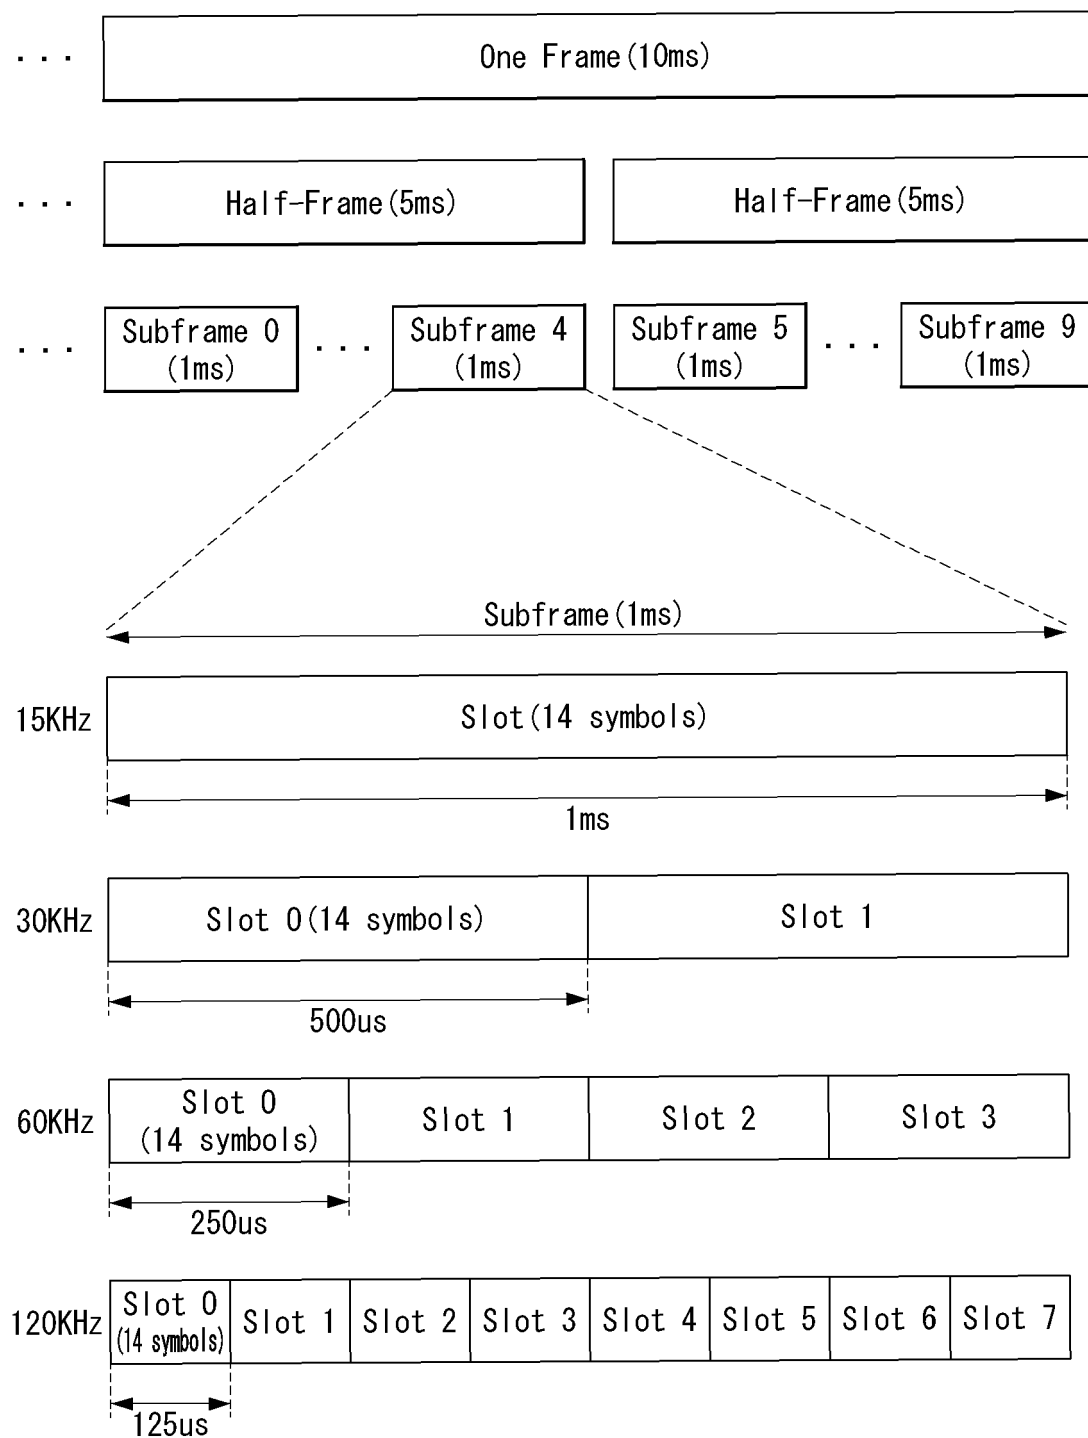 ... One Frame(10ms)
... Half-Frame(5ms) Half-Frame(5ms)
... Subframe 0 ... Subframe 4 Subframe 5 ... Subframe 9
(1ms) (1ms) (1ms) (1ms)
Subframe(1ms)
15KHz Slot(14 symbols)
1ms
30KHz Slot 0(14 symbols) Slot 1
500us
60KHz Slot 0 Slot 1 Slot 2 Slot 3
(14 symbols)
250us
120KHz Slot 0 Slot 1 Slot 2 Slot 3 Slot 4 Slot 5 Slot 6 Slot 7
(14 symbols)
125us